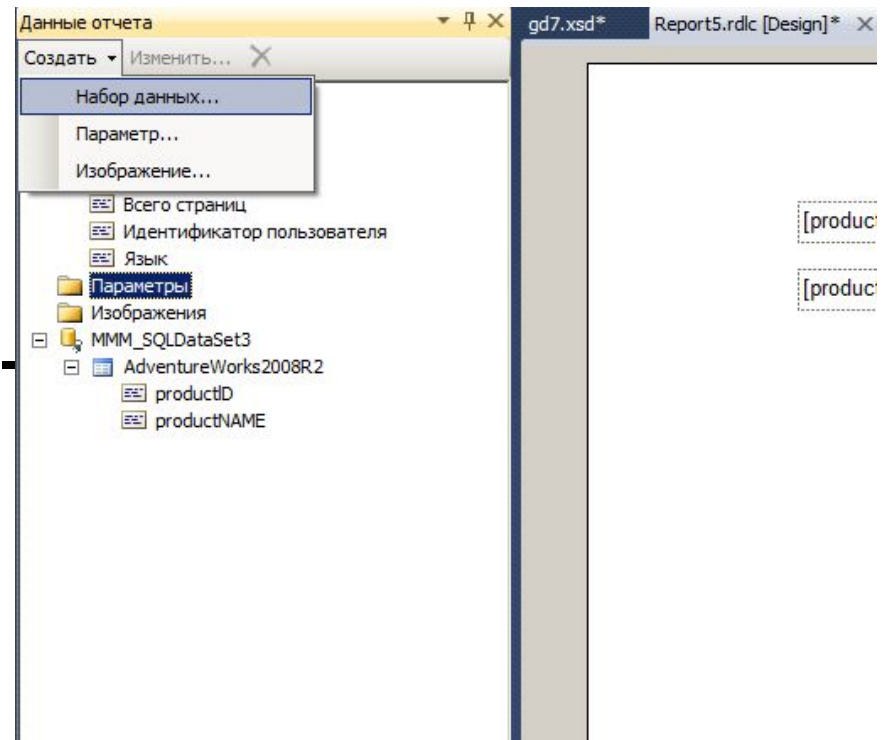 Данные отчета
gd7.xsd*
Report5.rdlc [Design]*
Создать
Изменить...
Набор данных...
Параметр...
Изображение...
Всего страниц
Идентификатор пользователя
Язык
Параметры
Изображения
MMM_SQLDataSet3
AdventureWorks2008R2
productID
productNAME
[product
[product